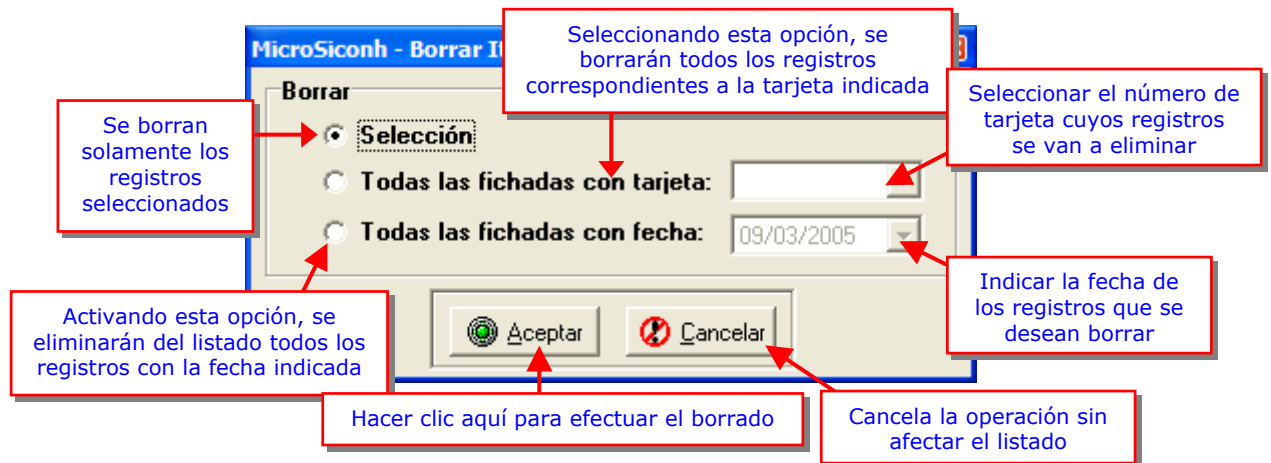 MicroSiconh - Borrar
Seleccionando esta opción, se
borrarán todos los registros
correspondientes a la tarjeta indicada
Borrar
Se borran
solamente los
registros
seleccionados
Selección
Seleccionar el número de
tarjeta cuyos registros
se van a eliminar
Todas las fichadas con tarjeta:
Todas las fichadas con fecha:
09/03/2005
Activando esta opción, se
eliminarán del listado todos los
registros con la fecha indicada
Indicar la fecha de
los registros que se
desean borrar
Aceptar
Cancelar
Hacer clic aquí para efectuar el borrado
Cancela la operación sin
afectar el listado